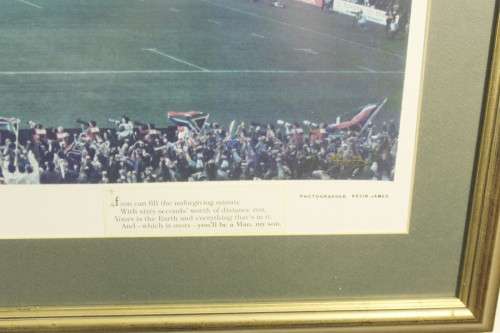 If you can fill the unforgiving minute
With sixty seconds' worth of distance run,
Yours is the Earth and everything that's in it,
And - which is more - you'll be a Man, my son.
PHOTOGRAPHER: KEVIN JAMES